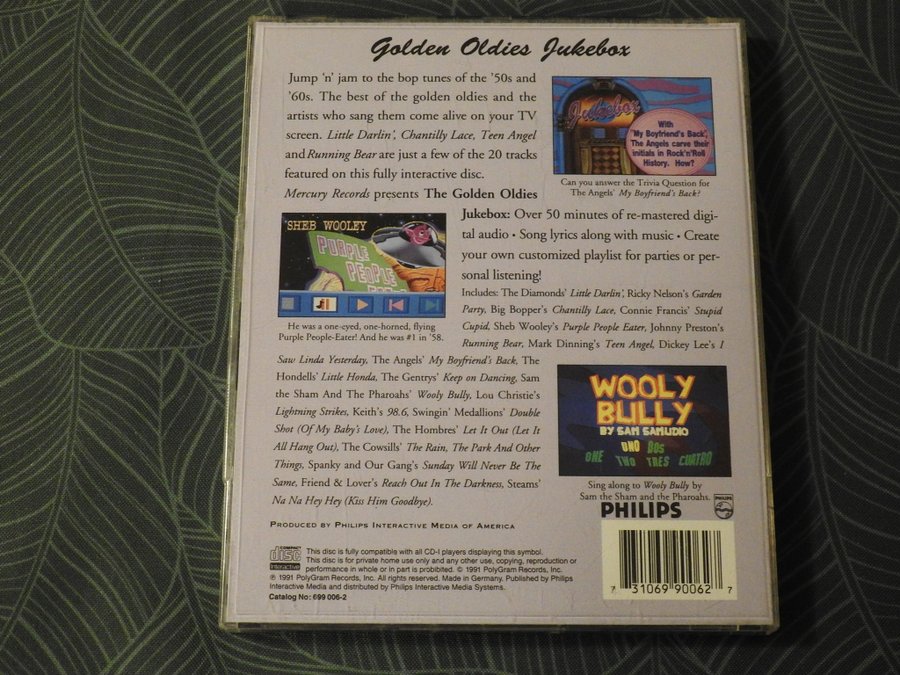 Golden Oldies Jukebox
Jump 'n' jam to the bop tunes of the '50s and
'60s. The best of the golden oldies and the
artists who sang them come alive on your TV
screen. Little Darlin', Chantilly Lace, Teen Angel
and Running Bear are just a few of the 20 tracks
featured on this fully interactive disc.
Mercury Records presents The Golden Oldies
Jukebox
With
'My Boyfriend's Back',
The Angels carve their
initials in Rock'n'Roll
History. How?
Can you answer the Trivia Question for
The Angels' My Boyfriend's Back?
Jukebox: Over 50 minutes of re-mastered digi-
tal audio • Song lyrics along with music • Create
your own customized playlist for parties or per-
sonal listening!
SHEB WOOLEY
PURPLE
PEOPLE
He was a one-eyed, one-horned, flying
Purple People-Eater! And he was #1 in '58.
Includes: The Diamonds' Little Darlin', Ricky Nelson's Garden
Party, Big Bopper's Chantilly Lace, Connie Francis' Stupid
Cupid, Sheb Wooley's Purple People Eater, Johnny Preston's
Running Bear, Mark Dinning's Teen Angel, Dickey Lee's I
Saw Linda Yesterday, The Angels' My Boyfriend's Back, The
Hondells' Little Honda, The Gentrys' Keep on Dancing, Sam
the Sham And The Pharoahs' Wooly Bully, Lou Christie's
Lightning Strikes, Keith's 98.6, Swingin' Medallions' Double
Shot (Of My Baby's Love), The Hombres' Let It Out (Let It
All Hang Out), The Cowsills' The Rain, The Park And Other
Things, Spanky and Our Gang's Sunday Will Never Be The
Same, Friend & Lover's Reach Out In The Darkness, Steams'
Na Na Hey Hey (Kiss Him Goodbye).
WOOLY
BULLY
BY SAM SAMUDIO
UNO DOS
ONE TWO TRES CUATRO
Sing along to Wooly Bully by
Sam the Sham and the Pharoahs.
PHILIPS
PHILIPS
Produced by Philips Interactive Media of America
COMPACT
disc
Interactive
This disc is fully compatible with all CD-I players displaying this symbol.
This disc is for private home use only and any other use, copying, reproduction or
performance in whole or in part is prohibited. © 1991 PolyGram Records, Inc.
℗ 1991 PolyGram Records, Inc. All rights reserved. Made in Germany. Published by Philips
Interactive Media and distributed by Philips Interactive Media Systems.
Catalog No: 699 006-2
7 31069 90062 7